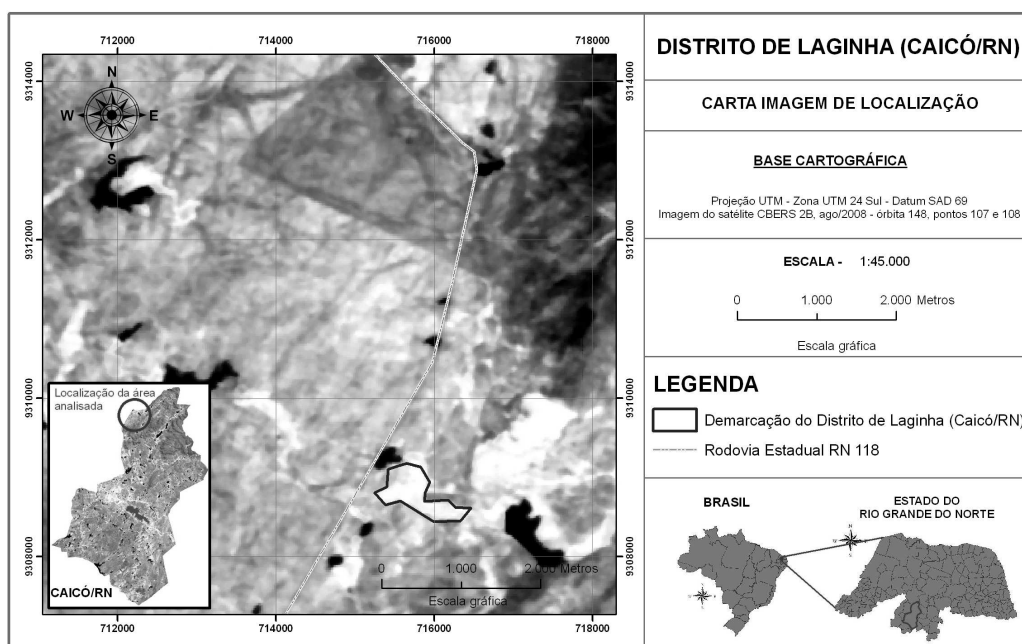 712000 714000 716000 718000
9314000 9314000
N
W E
S
9312000 9312000
9310000 9310000
9308000 9308000
Localização da área
analisada
CAICÓ/RN
0 1.000 2.000 Metros
Escala gráfica
712000 714000 716000 718000
DISTRITO DE LAGINHA (CAICÓ/RN)
CARTA IMAGEM DE LOCALIZAÇÃO
BASE CARTOGRÁFICA
Projeção UTM - Zona UTM 24 Sul - Datum SAD 69
Imagem do satélite CBERS 2B, ago/2008 - órbita 148, pontos 107 e 108
ESCALA - 1:45.000
0 1.000 2.000 Metros
Escala gráfica
LEGENDA
Demarcação do Distrito de Laginha (Caicó/RN)
Rodovia Estadual RN 118
BRASIL
ESTADO DO
RIO GRANDE DO NORTE